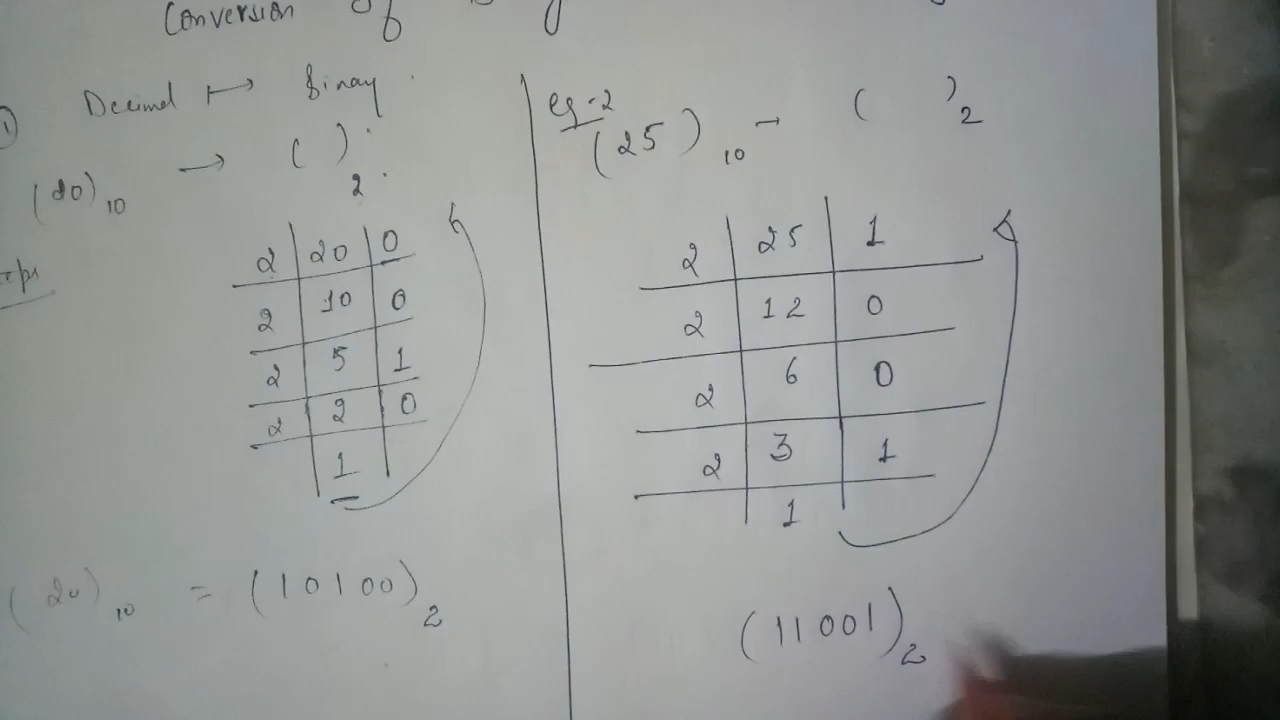 Conversion of
1) Decimal → Binay
(20)10 → ( )2
2 20 0
2 10 0
2 5 1
2 2 0
1
(20)10 = (10100)2
eg-2
(25)10 → ( )2
2 25 1
2 12 0
2 6 0
2 3 1
1
(11001)2